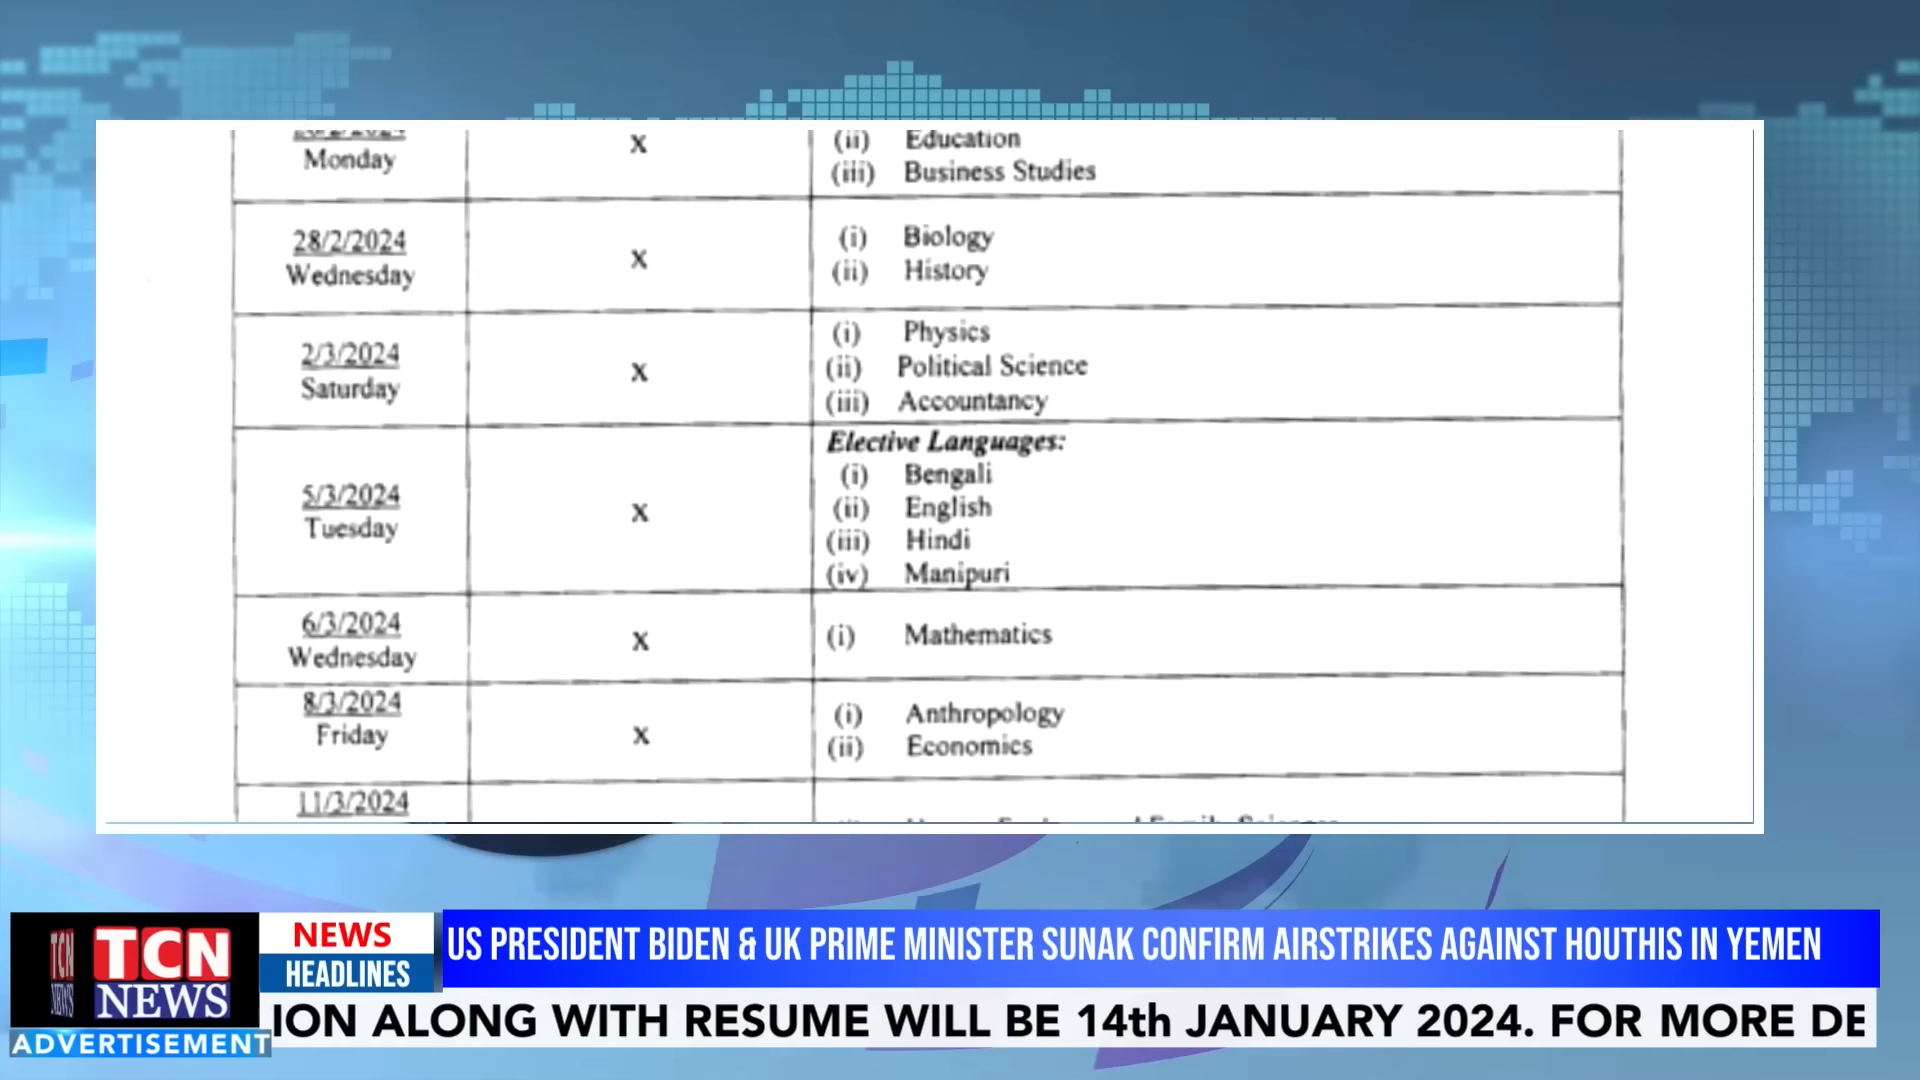 Monday X (ii) Education
(iii) Business Studies
28/2/2024
Wednesday X
(i) Biology
(ii) History
2/3/2024
Saturday X
(i) Physics
(ii) Political Science
(iii) Accountancy
5/3/2024
Tuesday X
Elective Languages:
(i) Bengali
(ii) English
(iii) Hindi
(iv) Manipuri
6/3/2024
Wednesday X
(i) Mathematics
8/3/2024
Friday X
(i) Anthropology
(ii) Economics
11/3/2024
TCN NEWS
TCN
NEWS
ADVERTISEMENT
NEWS
HEADLINES
US PRESIDENT BIDEN & UK PRIME MINISTER SUNAK CONFIRM AIRSTRIKES AGAINST HOUTHIS IN YEMEN
ION ALONG WITH RESUME WILL BE 14th JANUARY 2024. FOR MORE DE